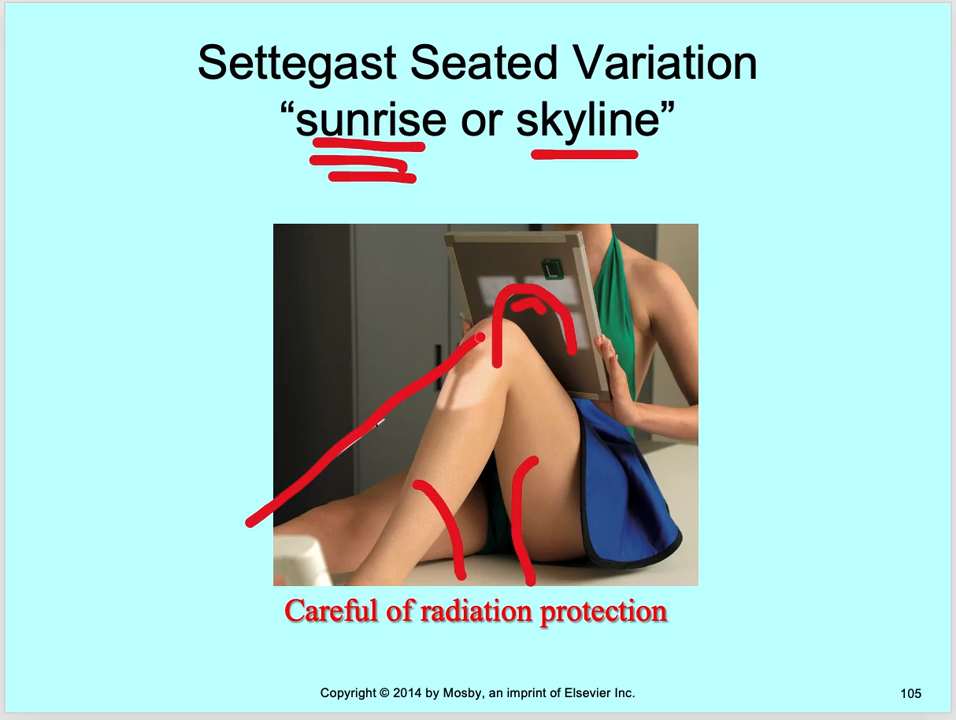 Settegast Seated Variation
“sunrise or skyline”
L
Careful of radiation protection
Copyright © 2014 by Mosby, an imprint of Elsevier Inc.
105